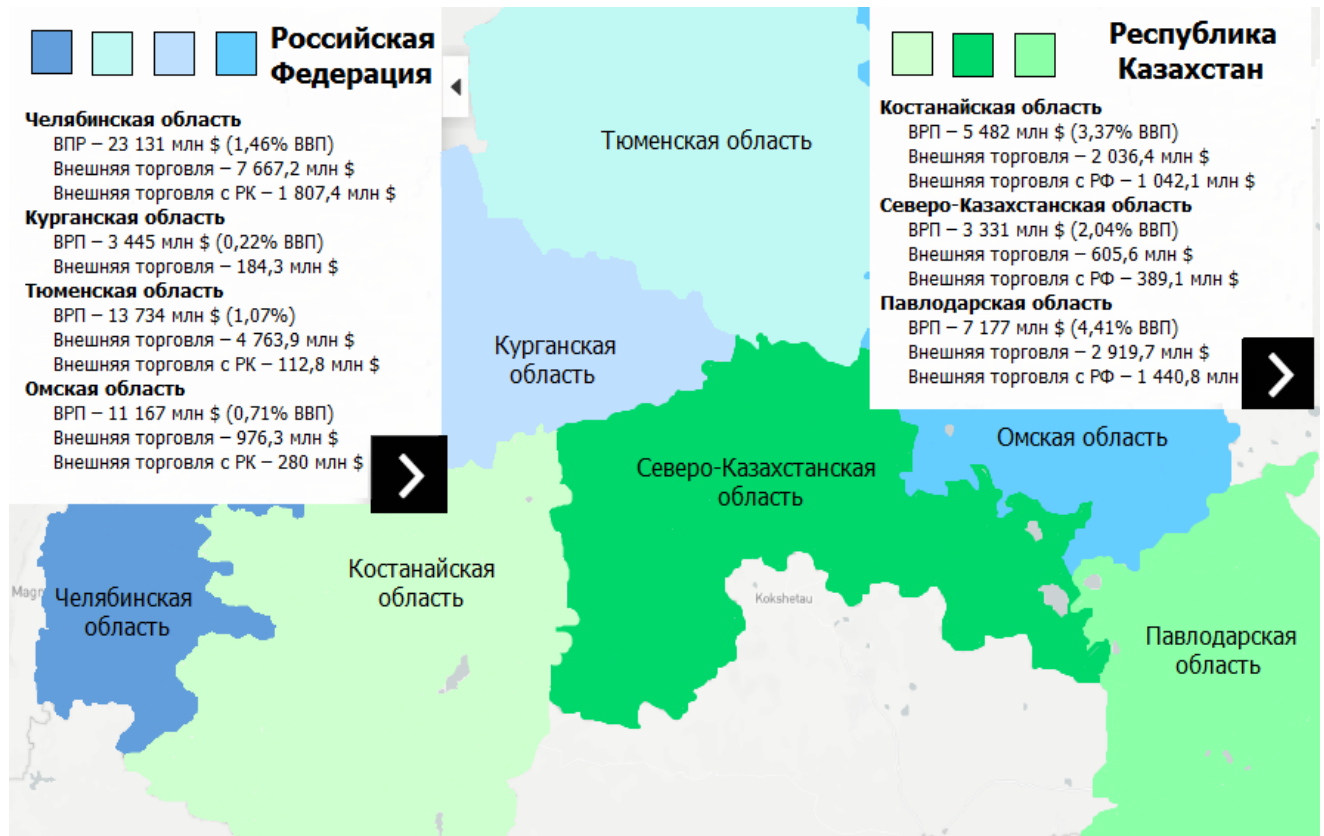 Российская
Федерация
Челябинская область
ВПР – 23 131 млн $ (1,46% ВВП)
Внешняя торговля – 7 667,2 млн $
Внешняя торговля с РК – 1 807,4 млн $
Курганская область
ВРП – 3 445 млн $ (0,22% ВВП)
Внешняя торговля – 184,3 млн $
Тюменская область
ВРП – 13 734 млн $ (1,07%)
Внешняя торговля – 4 763,9 млн $
Внешняя торговля с РК – 112,8 млн $
Омская область
ВРП – 11 167 млн $ (0,71% ВВП)
Внешняя торговля – 976,3 млн $
Внешняя торговля с РК – 280 млн $
Республика
Казахстан
Костанайская область
ВРП – 5 482 млн $ (3,37% ВВП)
Внешняя торговля – 2 036,4 млн $
Внешняя торговля с РФ – 1 042,1 млн $
Северо-Казахстанская область
ВРП – 3 331 млн $ (2,04% ВВП)
Внешняя торговля – 605,6 млн $
Внешняя торговля с РФ – 389,1 млн $
Павлодарская область
ВРП – 7 177 млн $ (4,41% ВВП)
Внешняя торговля – 2 919,7 млн $
Внешняя торговля с РФ – 1 440,8 млн
Тюменская область
Курганская
область
Омская область
Северо-Казахстанская
область
Костанайская
область
Magn
Челябинская
область
Kokshetau
Павлодарская
область